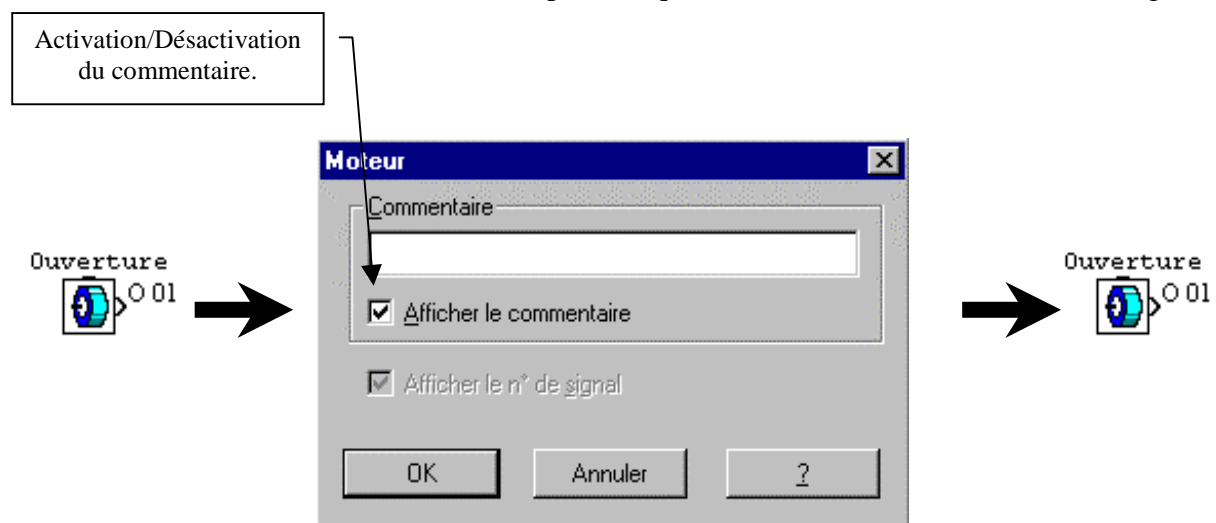 Activation/Désactivation
du commentaire.
Moteur
Commentaire
Ouverture
O 01
Afficher le commentaire
Afficher le n° de signal
OK
Annuler
?
Ouverture
O 01